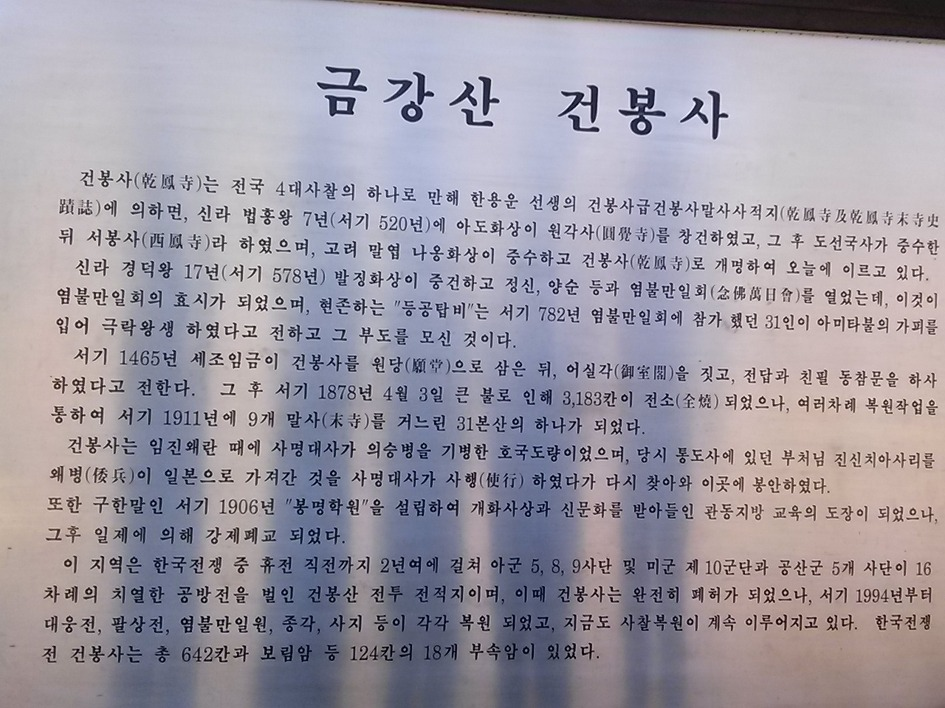 금강산 건봉사
건봉사(乾鳳寺)는 전국 4대사찰의 하나로 만해 한용운 선생의 건봉사급건봉사말사사적지(乾鳳寺及乾鳳寺末寺史
蹟誌)에 의하면, 신라 법흥왕 7년(서기 520년)에 아도화상이 원각사(圓覺寺)를 창건하였고, 그 후 도선국사가 중수한
뒤 서봉사(西鳳寺)라 하였으며, 고려 말엽 나옹화상이 중수하고 건봉사(乾鳳寺)로 개명하여 오늘에 이르고 있다.
신라 경덕왕 17년(서기 578년) 발징화상이 중건하고 정신, 양순 등과 염불만일회(念佛萬日會)를 열었는데, 이것이
염불만일회의 효시가 되었으며, 현존하는 "등공탑비"는 서기 782년 염불만일회에 참가 했던 31인이 아미타불의 가피를
입어 극락왕생 하였다고 전하고 그 부도를 모신 것이다.
서기 1465년 세조임금이 건봉사를 원당(願堂)으로 삼은 뒤, 어실각(御室閣)을 짓고, 전답과 친필 동참문을 하사
하였다고 전한다. 그 후 서기 1878년 4월 3일 큰 불로 인해 3,183칸이 전소(全燒) 되었으나, 여러차례 복원작업을
통하여 서기 1911년에 9개 말사(末寺)를 거느린 31본산의 하나가 되었다.
건봉사는 임진왜란 때에 사명대사가 의승병을 기병한 호국도량이었으며, 당시 통도사에 있던 부처님 진신치아사리를
왜병(倭兵)이 일본으로 가져간 것을 사명대사가 사행(使行) 하였다가 다시 찾아와 이곳에 봉안하였다.
또한 구한말인 서기 1906년 "봉명학원"을 설립하여 개화사상과 신문화를 받아들인 관동지방 교육의 도장이 되었으나,
그후 일제에 의해 강제폐교 되었다.
이 지역은 한국전쟁 중 휴전 직전까지 2년여에 걸쳐 아군 5, 8, 9사단 및 미군 제10군단과 공산군 5개 사단이 16
차례의 치열한 공방전을 벌인 건봉산 전투 전적지이며, 이때 건봉사는 완전히 폐허가 되었으나, 서기 1994년부터
대웅전, 팔상전, 염불만일원, 종각, 사지 등이 각각 복원 되었고, 지금도 사찰복원이 계속 이루어지고 있다. 한국전쟁
전 건봉사는 총 642칸과 보림암 등 124칸의 18개 부속암이 있었다.